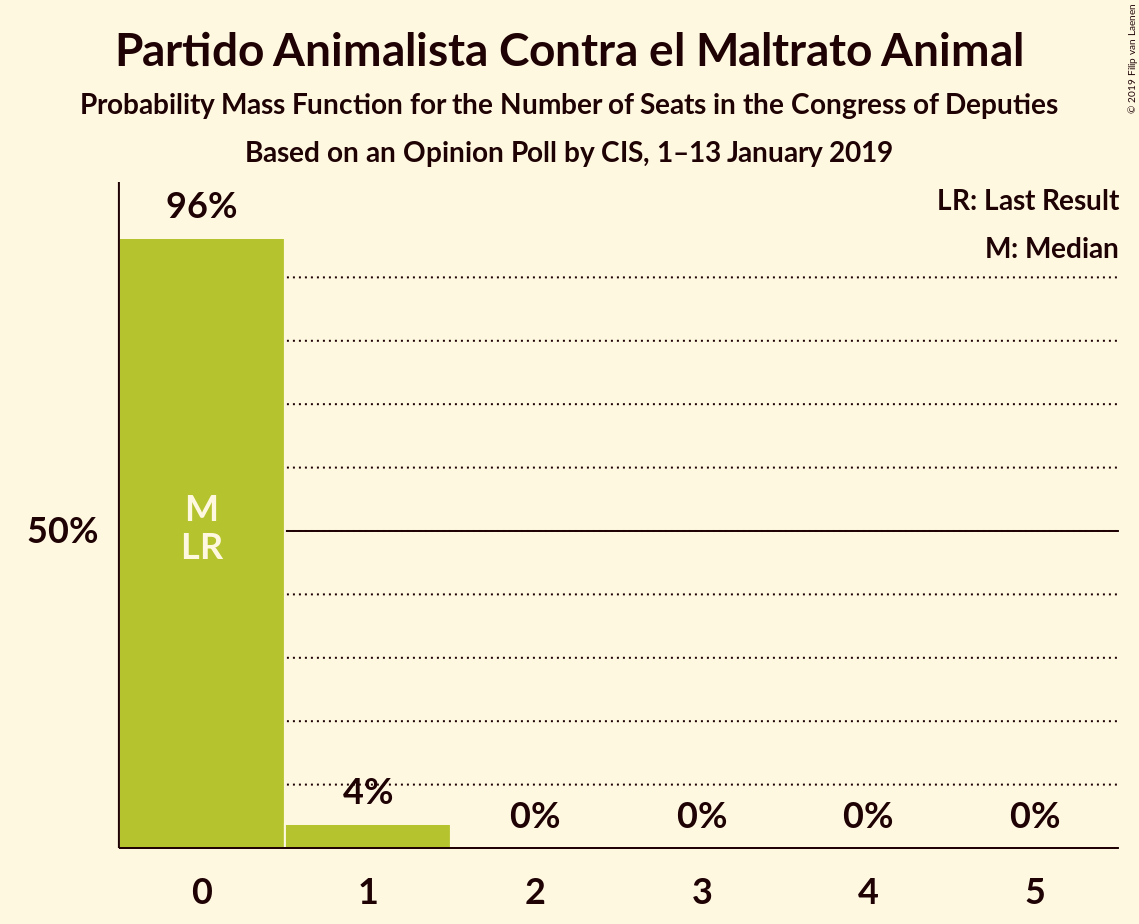 Partido Animalista Contra el Maltrato Animal
Probability Mass Function for the Number of Seats in the Congress of Deputies
Based on an Opinion Poll by CIS, 1–13 January 2019
© 2019 Filip van Laenen
LR: Last Result
M: Median
96%
50%
M
LR
4%
0%
0%
0%
0%
0
1
2
3
4
5